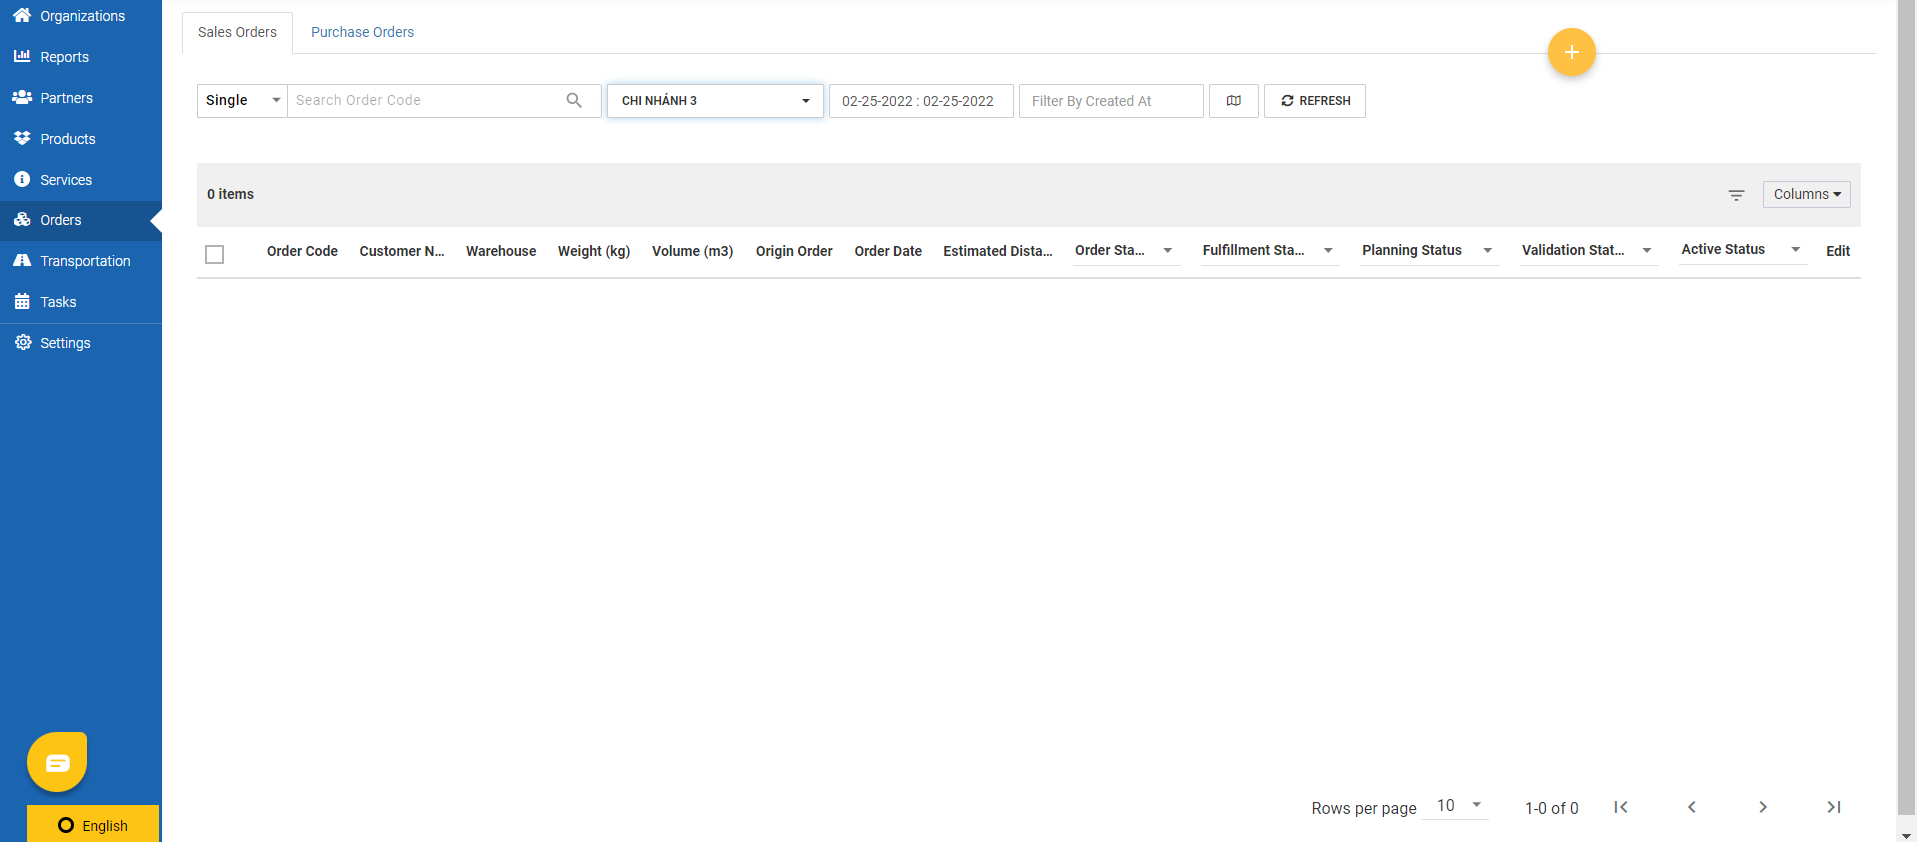 Organizations
Reports
Partners
Products
Services
Orders
Transportation
Tasks
Settings
English
Sales Orders
Purchase Orders
Single
Search Order Code
CHI NHÁNH 3
02-25-2022 : 02-25-2022
Filter By Created At
REFRESH
0 items
Columns
Order Code
Customer N...
Warehouse
Weight (kg)
Volume (m3)
Origin Order
Order Date
Estimated Dista...
Order Sta...
Fulfillment Sta...
Planning Status
Validation Stat...
Active Status
Edit
Rows per page
10
1-0 of 0